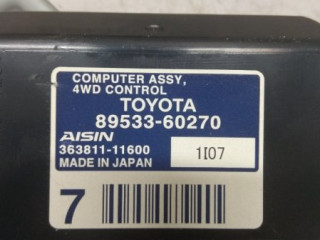 COMPUTER ASSY,
4WD CONTROL
TOYOTA
89533-60270
AISIN
363811-11600
MADE IN JAPAN
1I07
7